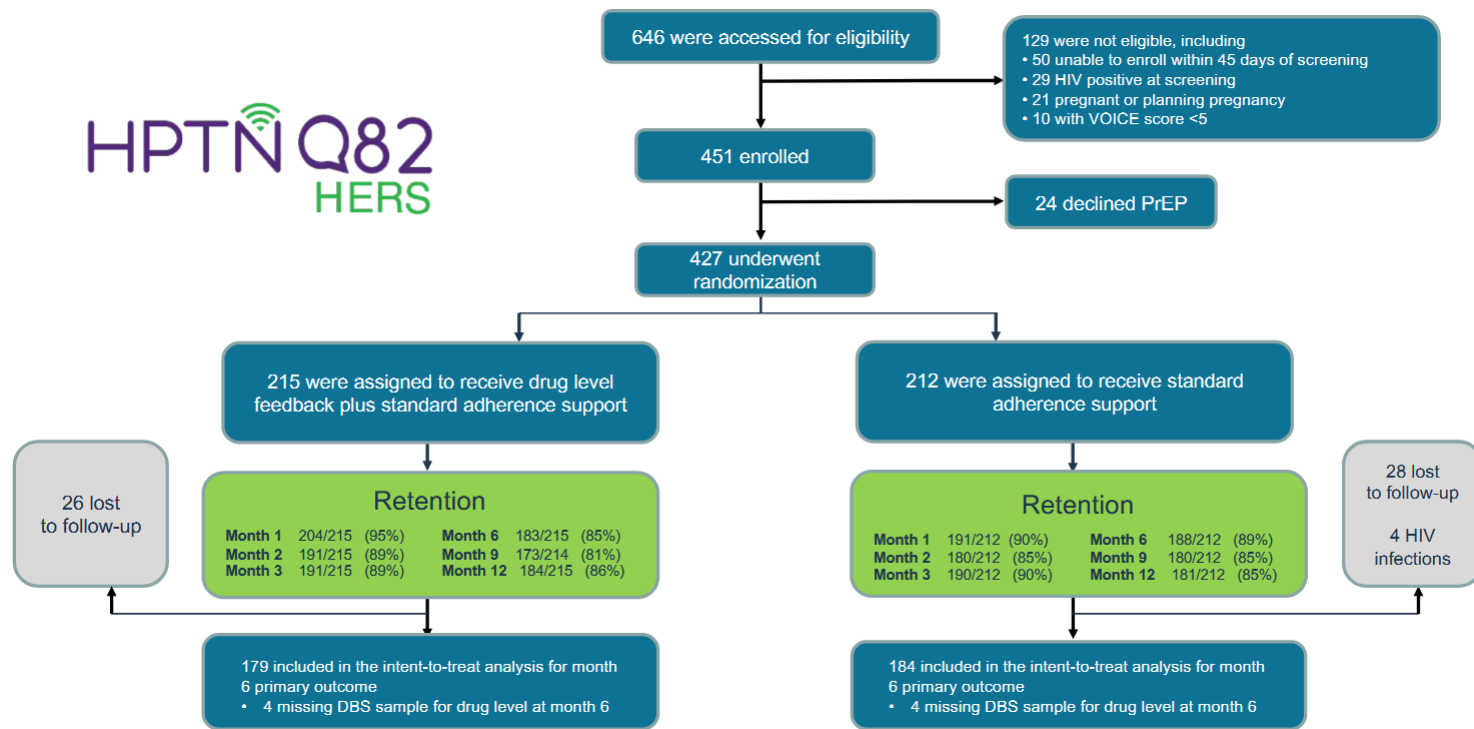 646 were accessed for eligibility
129 were not eligible, including
• 50 unable to enroll within 45 days of screening
• 29 HIV positive at screening
• 21 pregnant or planning pregnancy
• 10 with VOICE score <5
HPTN Q82
HERS
451 enrolled
24 declined PrEP
427 underwent
randomization
215 were assigned to receive drug level
feedback plus standard adherence support
212 were assigned to receive standard
adherence support
26 lost
to follow-up
Retention
Month 1 204/215 (95%) Month 6 183/215 (85%)
Month 2 191/215 (89%) Month 9 173/214 (81%)
Month 3 191/215 (89%) Month 12 184/215 (86%)
Retention
Month 1 191/212 (90%) Month 6 188/212 (89%)
Month 2 180/212 (85%) Month 9 180/212 (85%)
Month 3 190/212 (90%) Month 12 181/212 (85%)
28 lost
to follow-up
4 HIV
infections
179 included in the intent-to-treat analysis for month
6 primary outcome
• 4 missing DBS sample for drug level at month 6
184 included in the intent-to-treat analysis for month
6 primary outcome
• 4 missing DBS sample for drug level at month 6